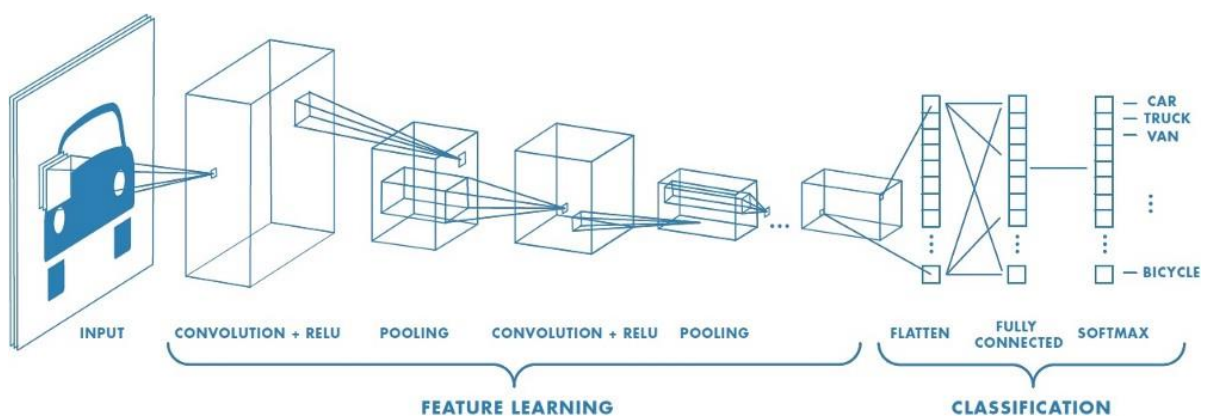 CAR
TRUCK
VAN
BICYCLE
INPUT
CONVOLUTION + RELU
POOLING
CONVOLUTION + RELU
POOLING
FLATTEN
FULLY
CONNECTED
SOFTMAX
FEATURE LEARNING
CLASSIFICATION